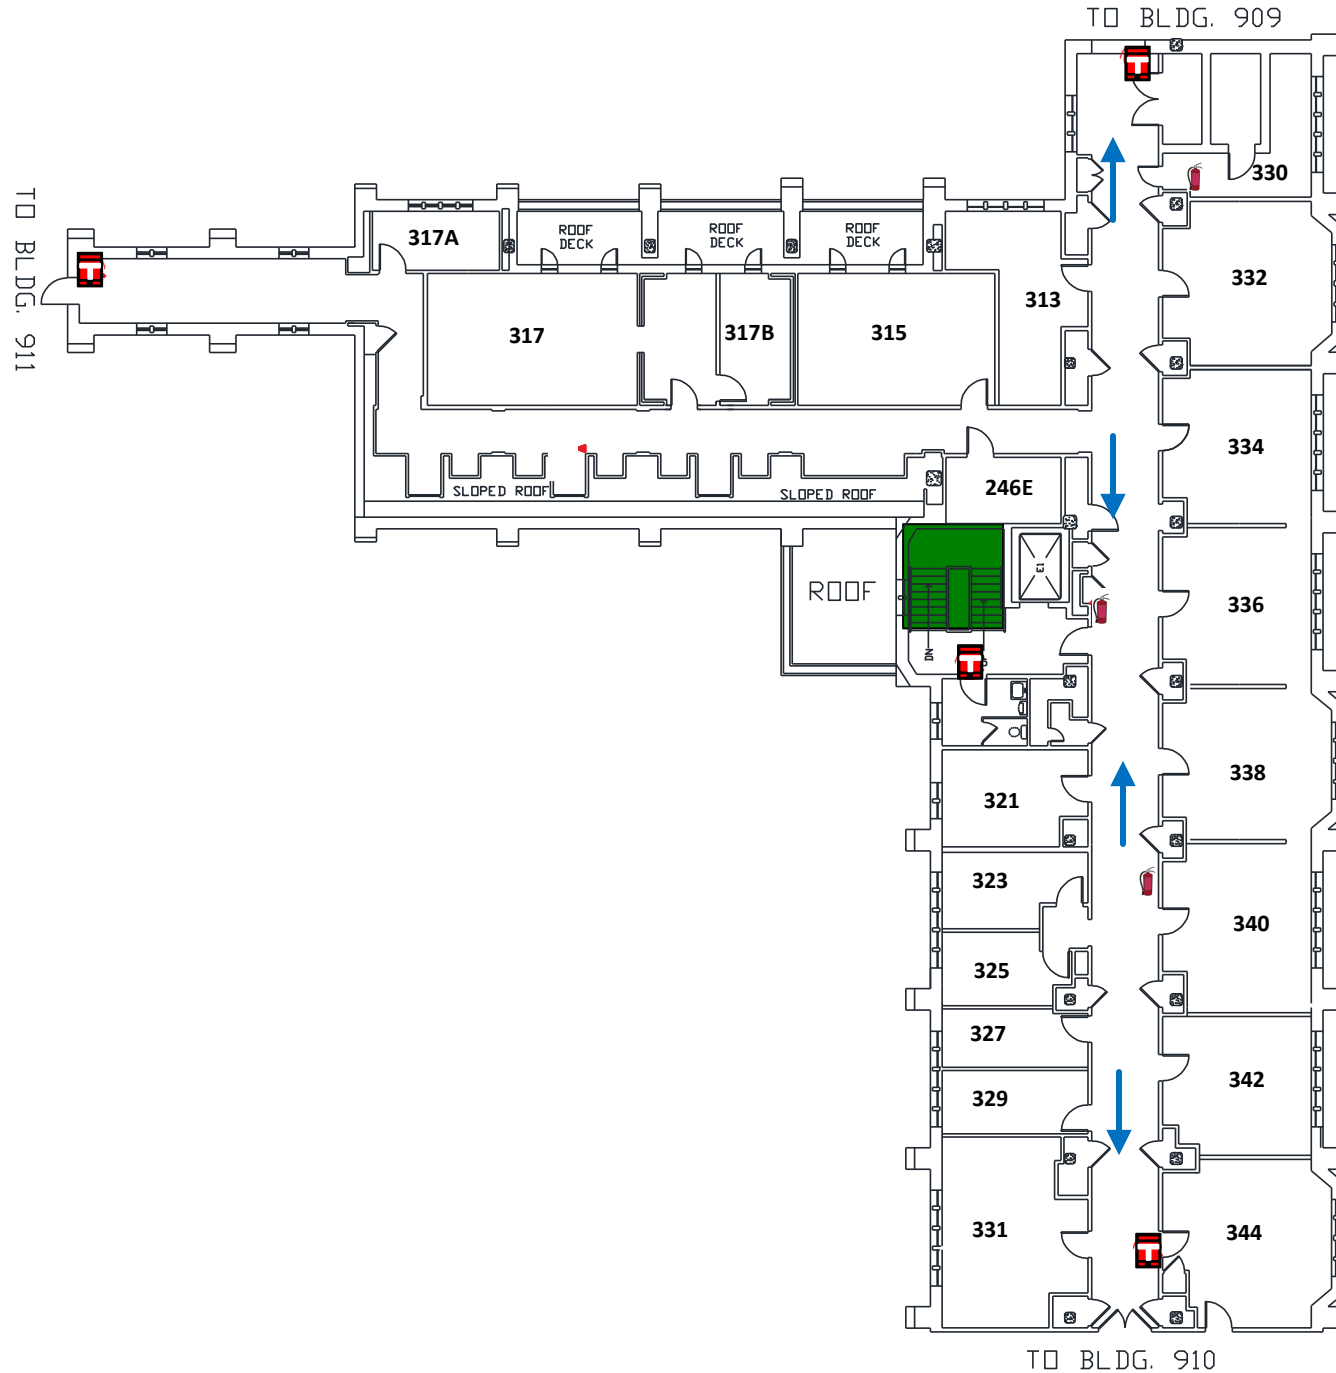 TO BLDG. 909
330
317A
ROOF
DECK
ROOF
DECK
ROOF
DECK
332
313
TO BLDG. 911
317
317B
315
334
246E
SLOPED ROOF
SLOPED ROOF
E1
ROOF
336
DN
338
321
323
340
325
327
342
329
331
344
TO BLDG. 910